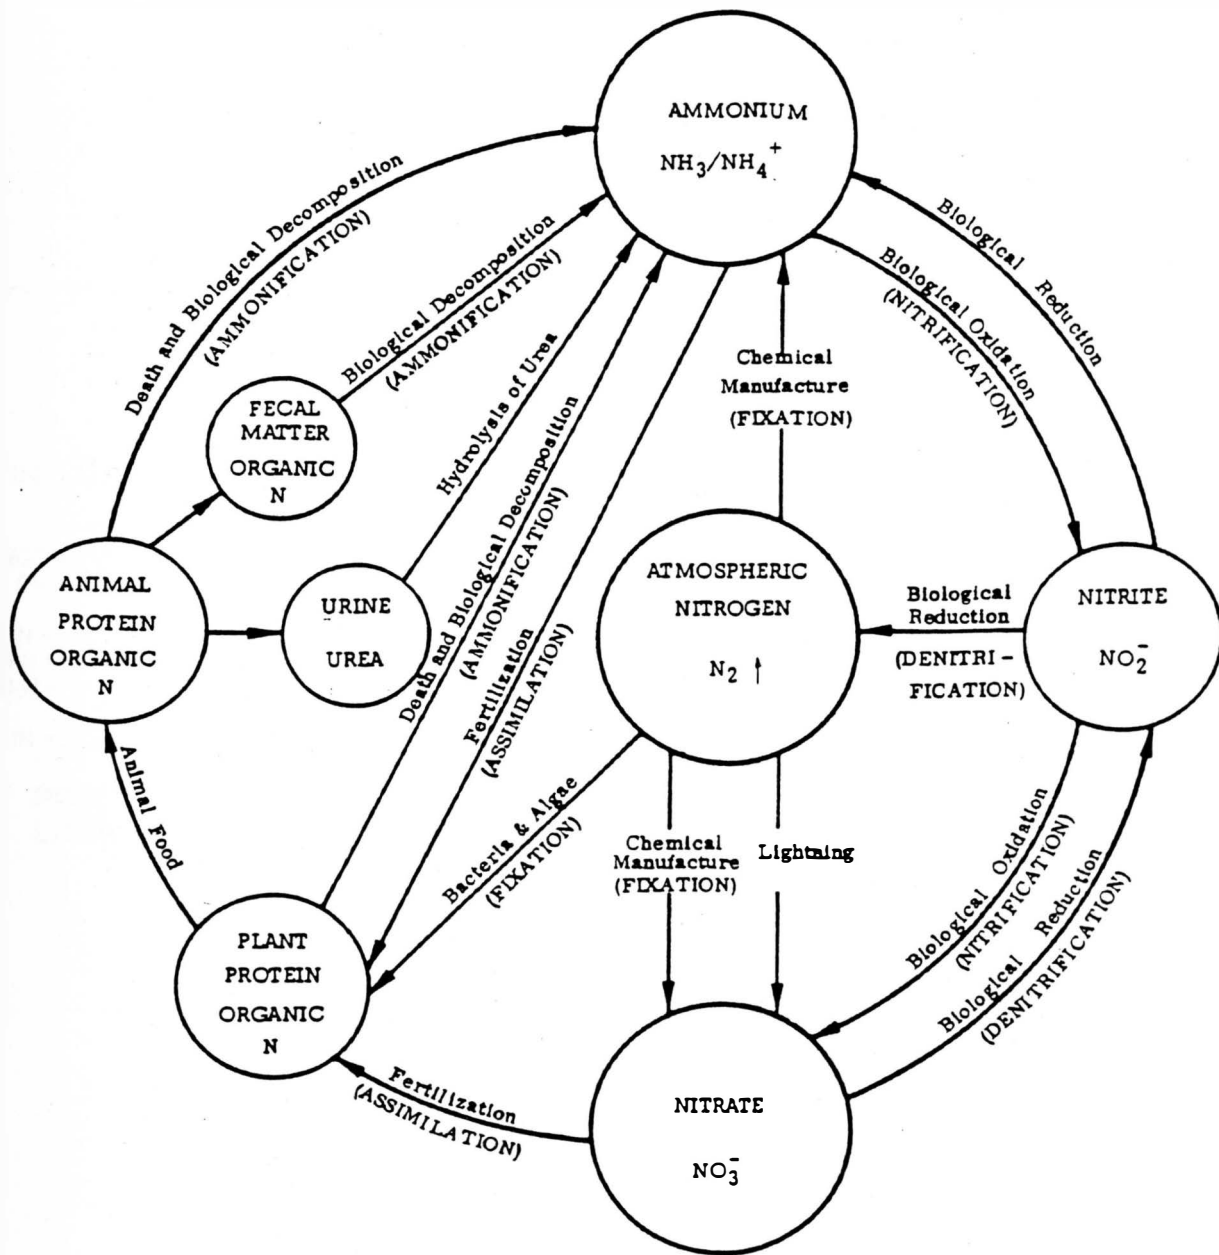 AMMONIUM
NH₃/NH₄⁺
Death and Biological Decomposition
(AMMONIFICATION)
Biological Decomposition
(AMMONIFICATION)
Hydrolysis of Urea
Death and Biological Decomposition
(AMMONIFICATION)
Fertilization
(ASSIMILATION)
Chemical
Manufacture
(FIXATION)
Biological Oxidation
(NITRIFICATION)
Biological Reduction
FECAL
MATTER
ORGANIC
N
ANIMAL
PROTEIN
ORGANIC
N
URINE
UREA
ATMOSPHERIC
NITROGEN
N₂ ↑
Biological
Reduction
(DENITRI-
FICATION)
NITRITE
NO₂⁻
Animal Food
Bacteria & Algae
(FIXATION)
Chemical
Manufacture
(FIXATION)
Lightning
Biological Oxidation
(NITRIFICATION)
Biological Reduction
(DENITRIFICATION)
PLANT
PROTEIN
ORGANIC
N
Fertilization
(ASSIMILATION)
NITRATE
NO₃⁻